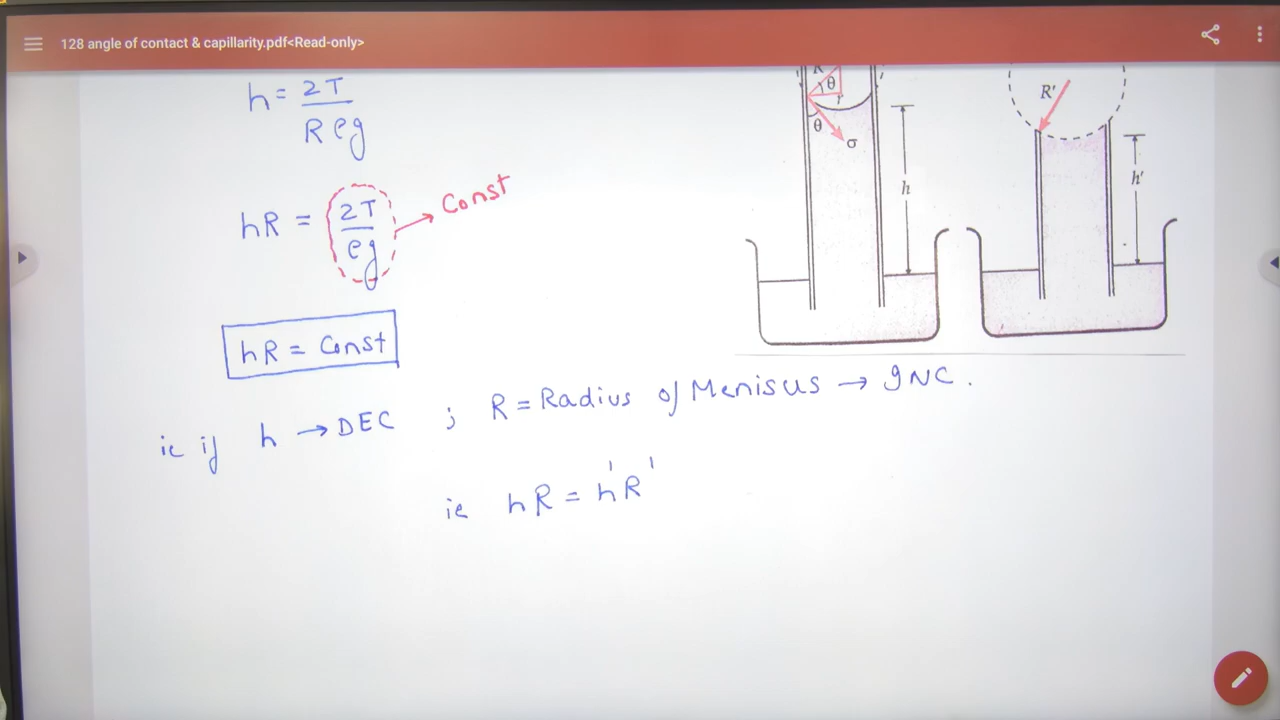 128 angle of contact & capillarity.pdf<Read-only>
h = 2T
Rρg
hR = 2T
ρg
→ Const
hR = Const
ie if h → DEC ; R = Radius of Menisus → INC.
ie hR = h'R'
θ
r
θ
σ
h
R'
h'